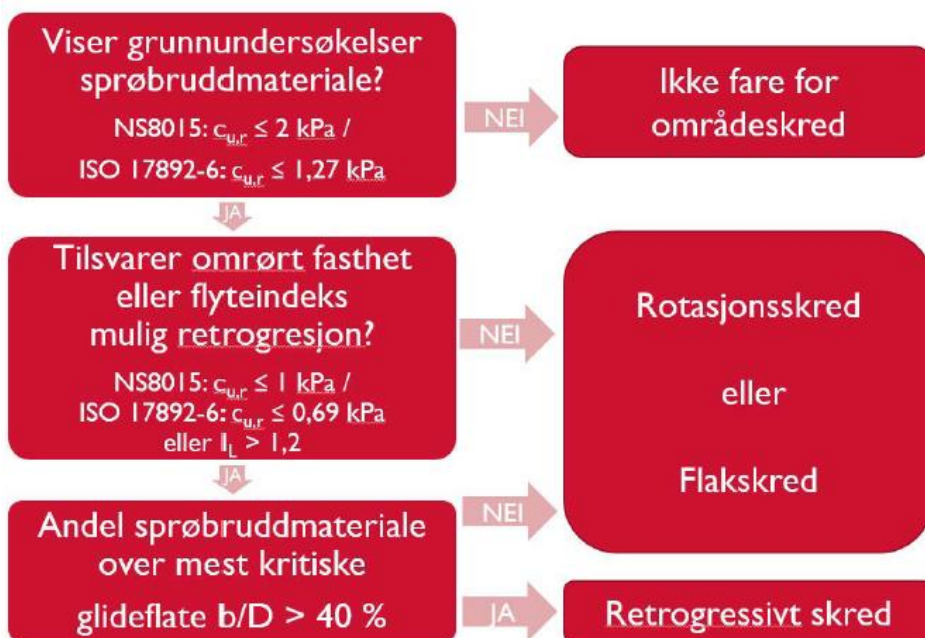 Viser grunnundersøkelser
sprøbruddmateriale?
NS8015: cu,r ≤ 2 kPa /
ISO 17892-6: cu,r ≤ 1,27 kPa
NEI
Ikke fare for
områdeskred
JA
Tilsvarer omrørt fasthet
eller flyteindeks
mulig retrogresjon?
NS8015: cu,r ≤ 1 kPa /
ISO 17892-6: cu,r ≤ 0,69 kPa
eller IL > 1,2
NEI
Rotasjonsskred
eller
Flakskred
JA
Andel sprøbruddmateriale
over mest kritiske
glideflate b/D > 40 %
NEI
JA
Retrogressivt skred